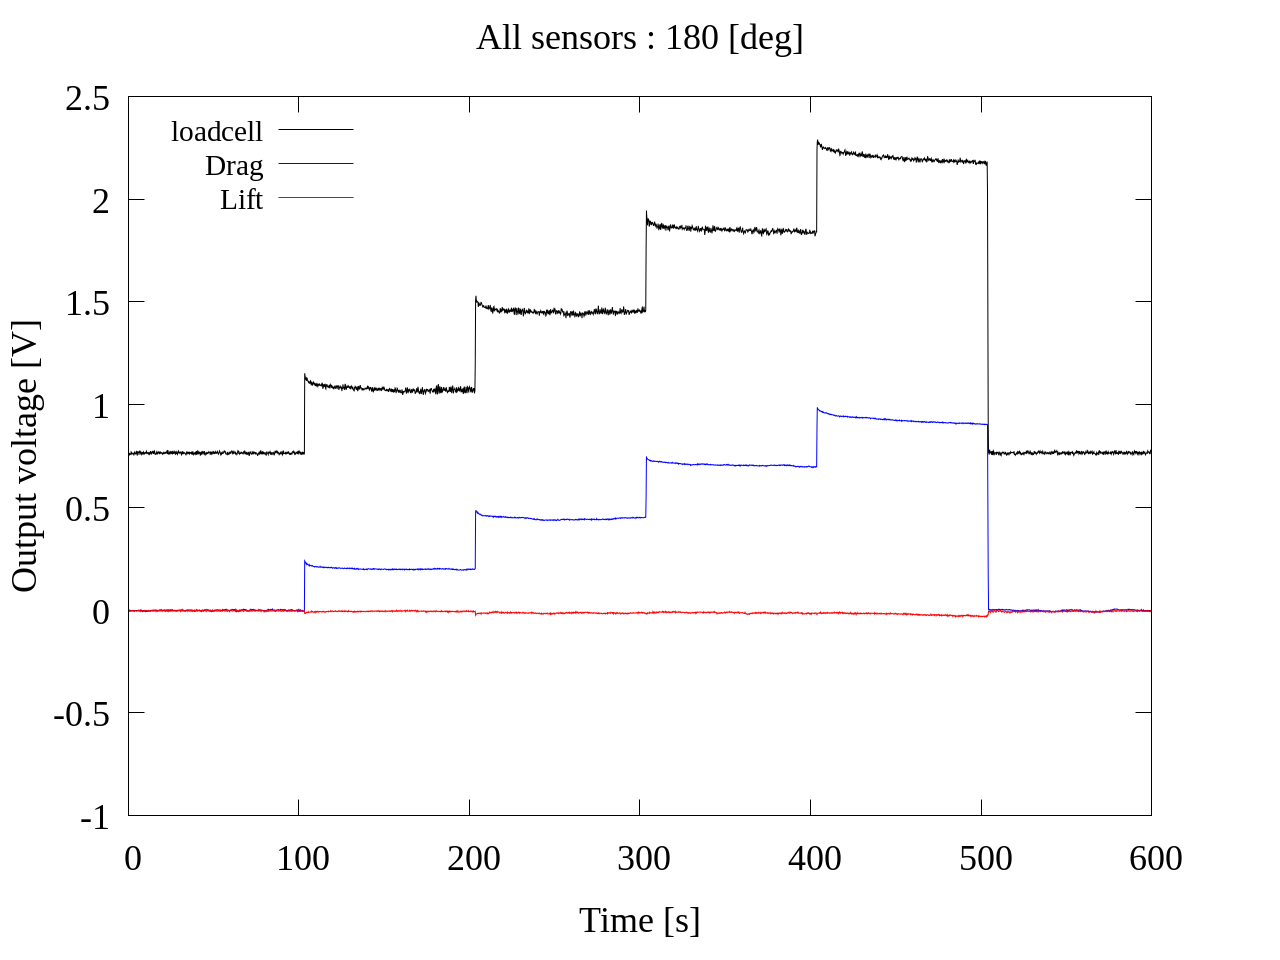 All sensors : 180 [deg]
2.5
2
1.5
1
0.5
0
-0.5
-1
loadcell
Drag
Lift
Output voltage [V]
0 100 200 300 400 500 600
Time [s]